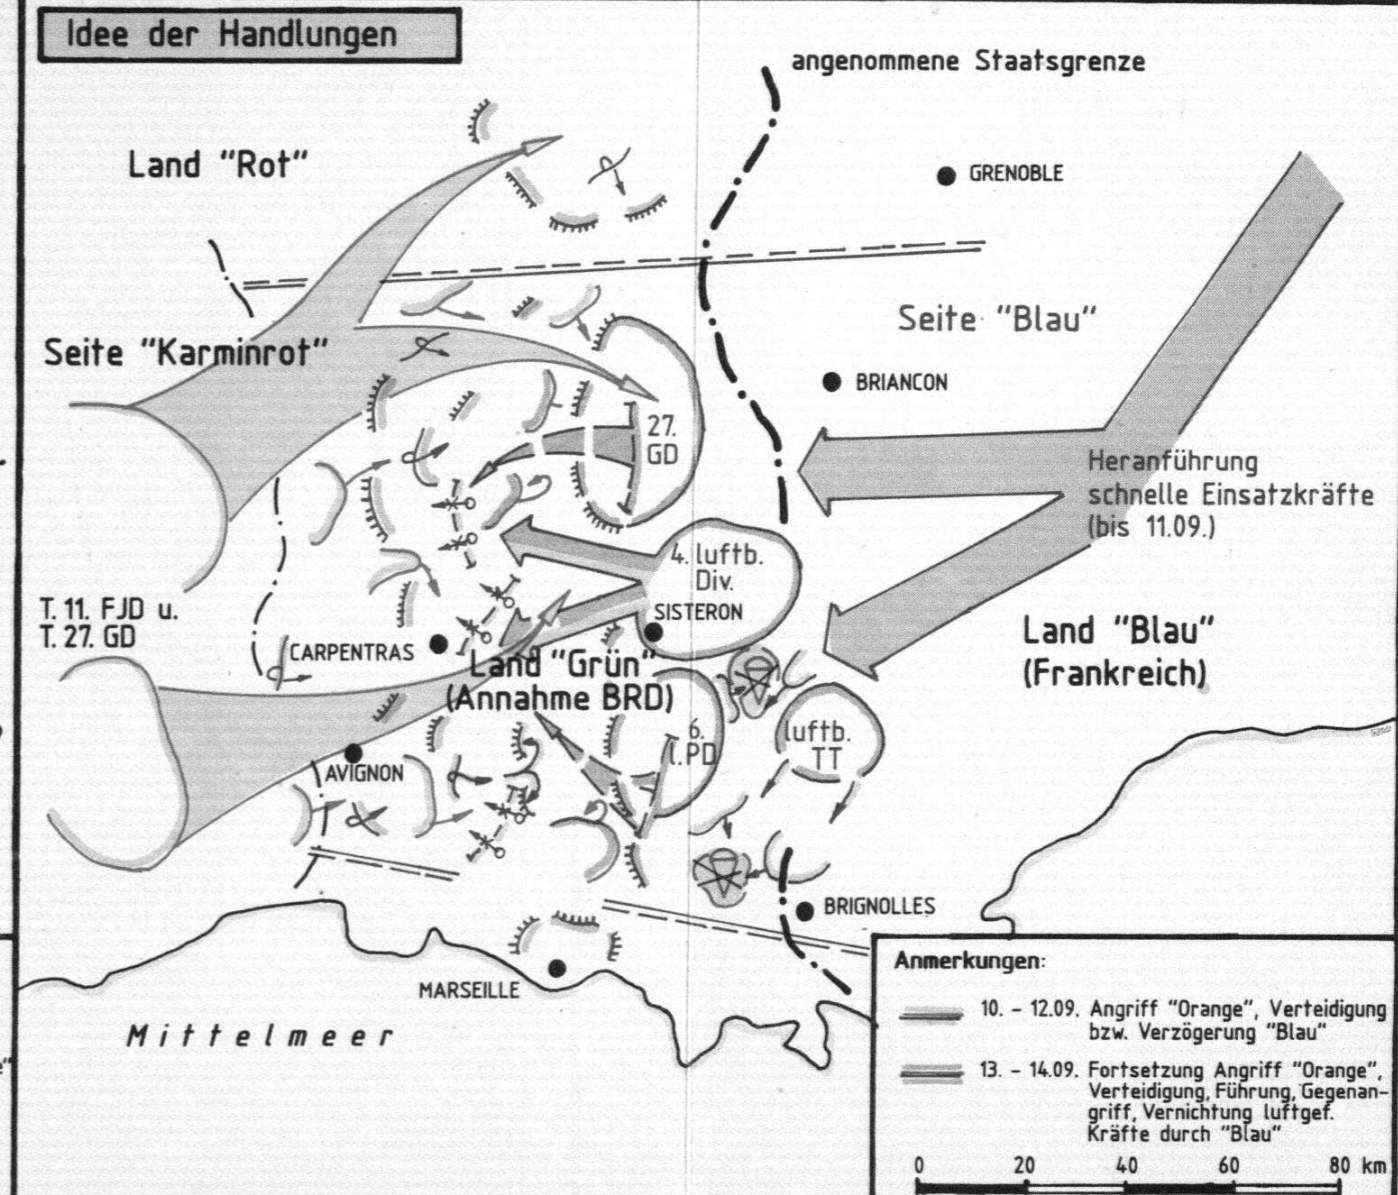 Idee der Handlungen
angenommene Staatsgrenze
Land "Rot"
GRENOBLE
Seite "Blau"
Seite "Karminrot"
BRIANCON
27.
GD
Heranführung
schnelle Einsatzkräfte
(bis 11.09.)
4. luftb.
Div.
T. 11. FJD u.
T. 27. GD
SISTERON
CARPENTRAS
Land "Grün"
(Annahme BRD)
Land "Blau"
(Frankreich)
6.
l.PD
luftb.
TT
AVIGNON
BRIGNOLLES
MARSEILLE
Mittelmeer
Anmerkungen:
10. - 12.09. Angriff "Orange", Verteidigung
bzw. Verzögerung "Blau"
13. - 14.09. Fortsetzung Angriff "Orange",
Verteidigung, Führung, Gegenan-
griff, Vernichtung luftgef.
Kräfte durch "Blau"
0 20 40 60 80 km